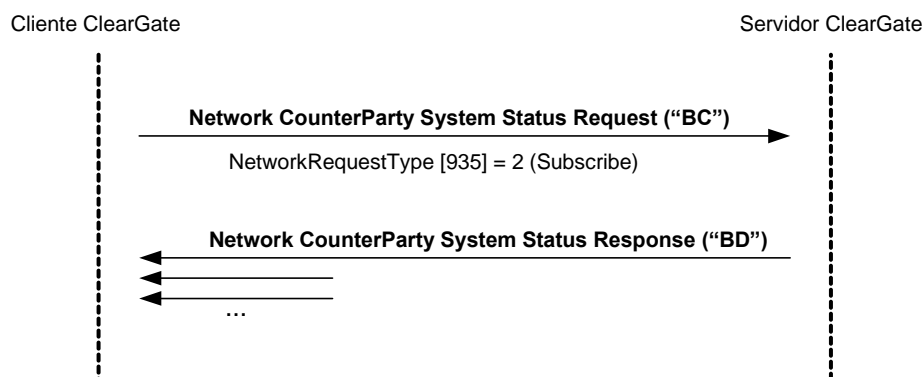 Cliente ClearGate
Servidor ClearGate
Network CounterParty System Status Request (“BC”)
NetworkRequestType [935] = 2 (Subscribe)
Network CounterParty System Status Response (“BD”)
...